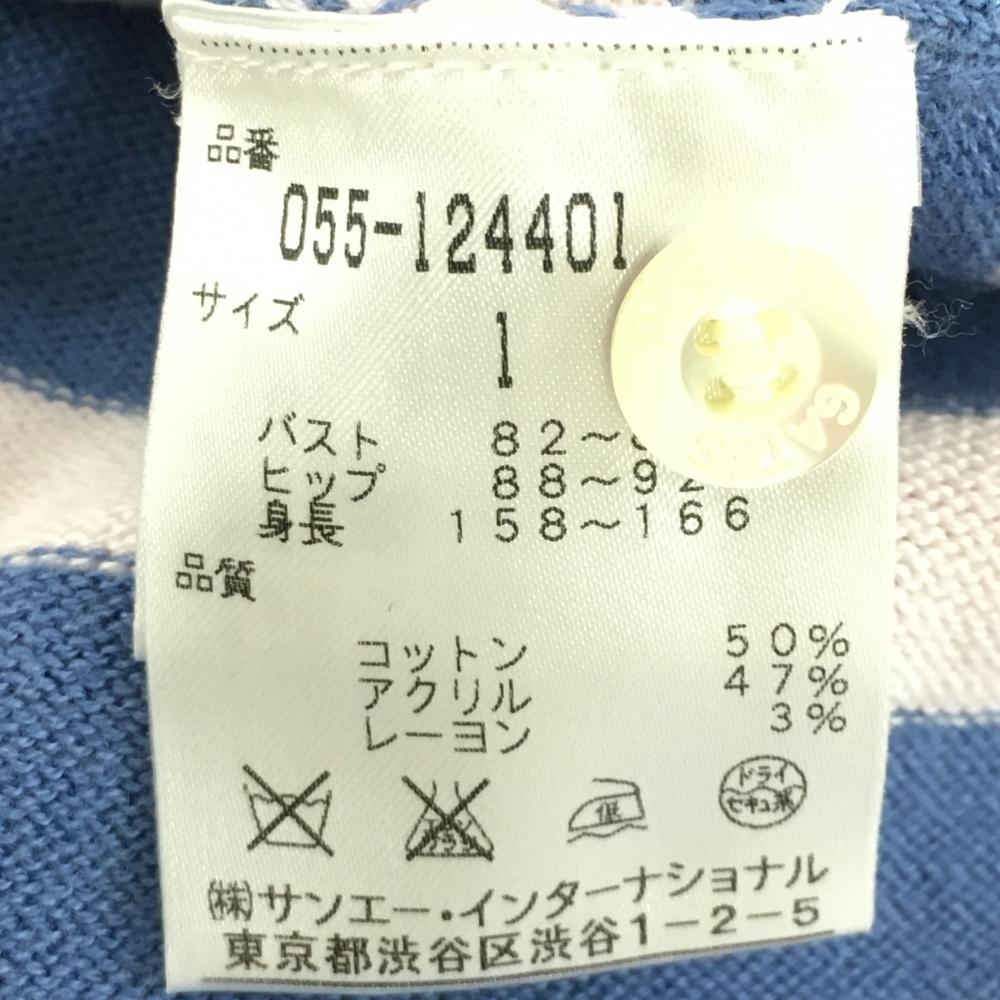 品番
055-124401
サイズ
1
バスト 82～
ヒップ 88～92
身長 158～166
品質
コットン 50%
アクリル 47%
レーヨン 3%
低
ドライ
セキユ系
㈱サンエー・インターナショナル
東京都渋谷区渋谷1-2-5